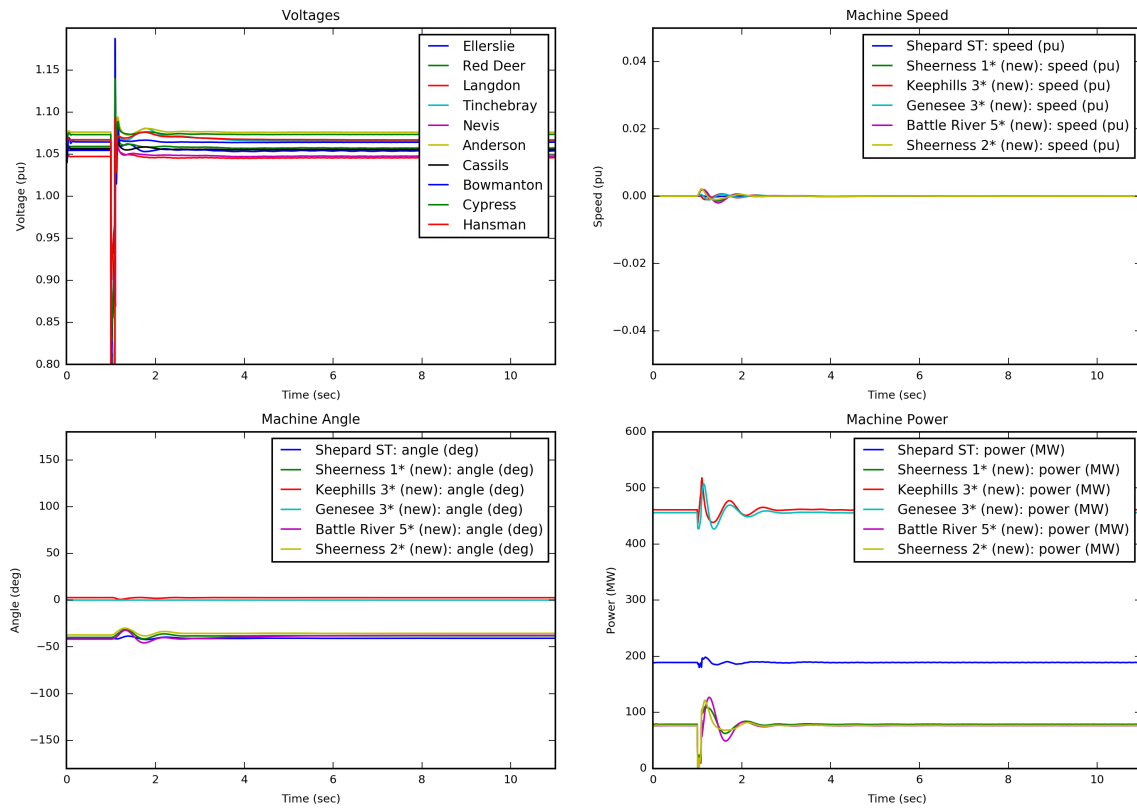 Voltages
Voltage (pu)
1.15
1.10
1.05
1.00
0.95
0.90
0.85
0.80
Ellerslie
Red Deer
Langdon
Tinchebray
Nevis
Anderson
Cassils
Bowmanton
Cypress
Hansman
0 2 4 6 8 10
Time (sec)
Machine Speed
Speed (pu)
0.04
0.02
0.00
−0.02
−0.04
Shepard ST: speed (pu)
Sheerness 1* (new): speed (pu)
Keephills 3* (new): speed (pu)
Genesee 3* (new): speed (pu)
Battle River 5* (new): speed (pu)
Sheerness 2* (new): speed (pu)
0 2 4 6 8 10
Time (sec)
Machine Angle
Angle (deg)
150
100
50
0
−50
−100
−150
Shepard ST: angle (deg)
Sheerness 1* (new): angle (deg)
Keephills 3* (new): angle (deg)
Genesee 3* (new): angle (deg)
Battle River 5* (new): angle (deg)
Sheerness 2* (new): angle (deg)
0 2 4 6 8 10
Time (sec)
Machine Power
Power (MW)
600
500
400
300
200
100
0
Shepard ST: power (MW)
Sheerness 1* (new): power (MW)
Keephills 3* (new): power (MW)
Genesee 3* (new): power (MW)
Battle River 5* (new): power (MW)
Sheerness 2* (new): power (MW)
0 2 4 6 8 10
Time (sec)